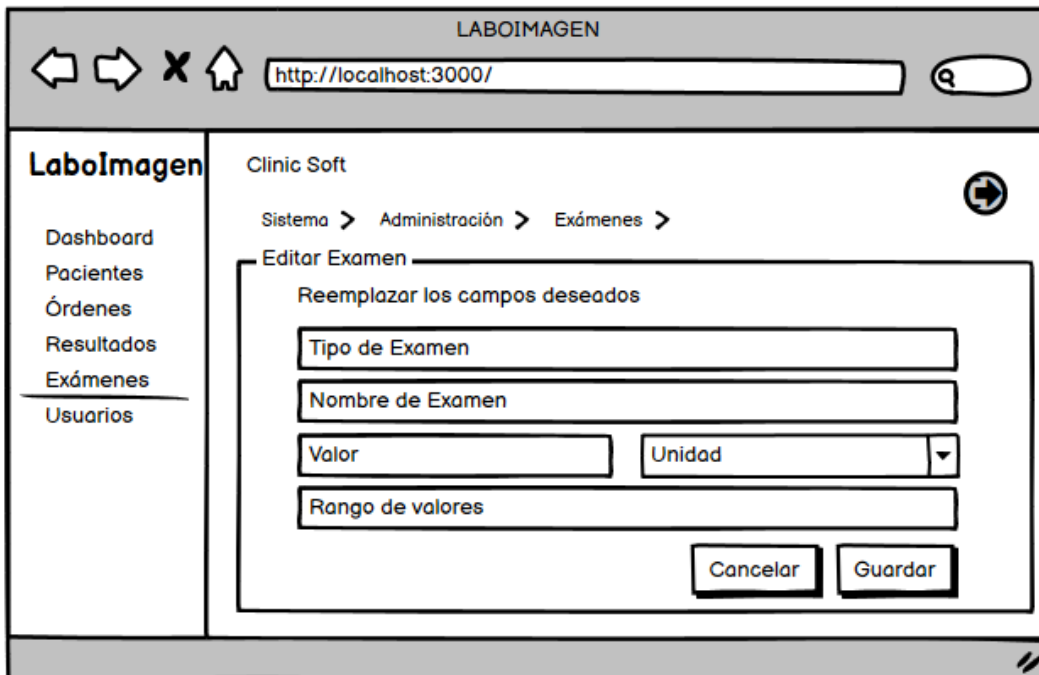 LABOIMAGEN
http://localhost:3000/
LaboImagen
Dashboard
Pacientes
Órdenes
Resultados
Exámenes
Usuarios
Clinic Soft
Sistema > Administración > Exámenes >
Editar Examen
Reemplazar los campos deseados
Tipo de Examen
Nombre de Examen
Valor Unidad
Rango de valores
Cancelar Guardar